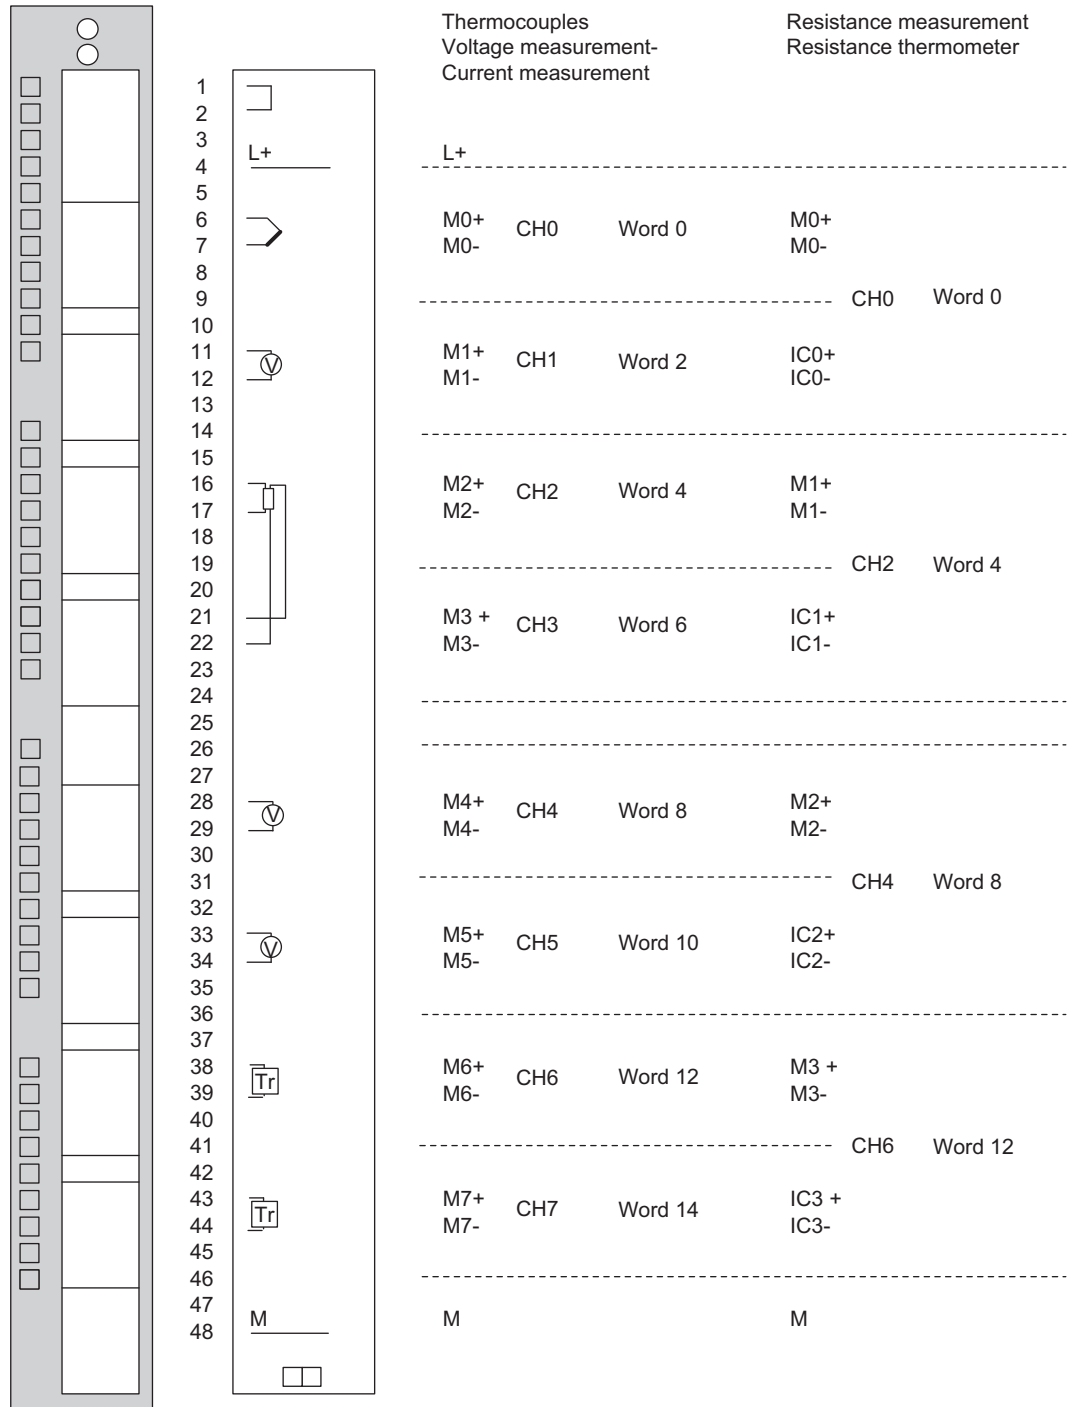 Thermocouples
Voltage measurement-
Current measurement
Resistance measurement
Resistance thermometer
1
2
3
L+ L+
4
5
6 M0+ CH0 Word 0 M0+
7 M0- M0-
8
9 CH0 Word 0
10
11 M1+ CH1 Word 2 IC0+
12 V M1- IC0-
13
14
15
16 M2+ CH2 Word 4 M1+
17 M2- M1-
18
19 CH2 Word 4
20
21 M3 + CH3 Word 6 IC1+
22 M3- IC1-
23
24
25
26
27
28 M4+ CH4 Word 8 M2+
29 V M4- M2-
30
31 CH4 Word 8
32
33 M5+ CH5 Word 10 IC2+
34 V M5- IC2-
35
36
37
38 M6+ CH6 Word 12 M3 +
39 Tr M6- M3-
40
41 CH6 Word 12
42
43 M7+ CH7 Word 14 IC3 +
44 Tr M7- IC3-
45
46
47
M M M
48